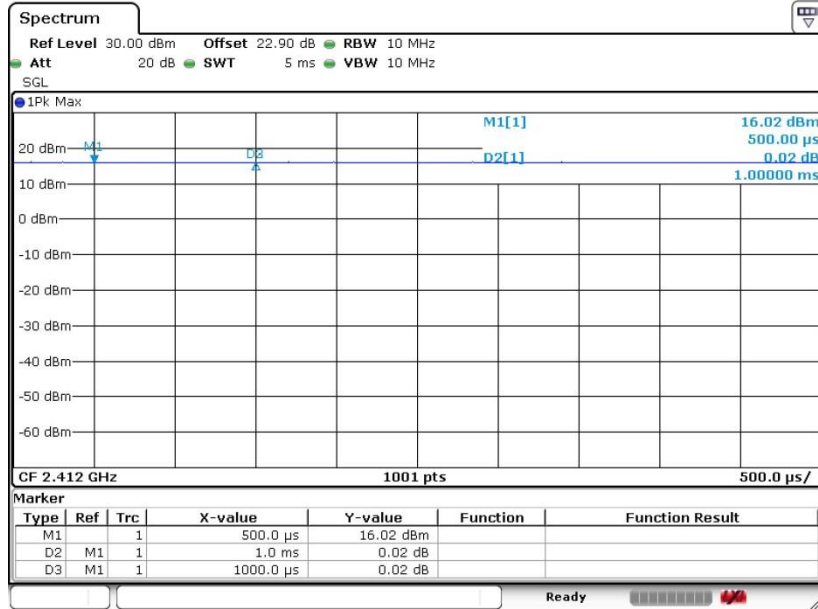 Spectrum
Ref Level 30.00 dBm Offset 22.90 dB RBW 10 MHz
Att 20 dB SWT 5 ms VBW 10 MHz
SGL
1Pk Max
M1[1] 16.02 dBm
500.00 µs
20 dBm M1 D3 D2[1] 0.02 dB
1.00000 ms
10 dBm
0 dBm
-10 dBm
-20 dBm
-30 dBm
-40 dBm
-50 dBm
-60 dBm
CF 2.412 GHz 1001 pts 500.0 µs/
Marker
Type Ref Trc X-value Y-value Function Function Result
M1 1 500.0 µs 16.02 dBm
D2 M1 1 1.0 ms 0.02 dB
D3 M1 1 1000.0 µs 0.02 dB
Ready